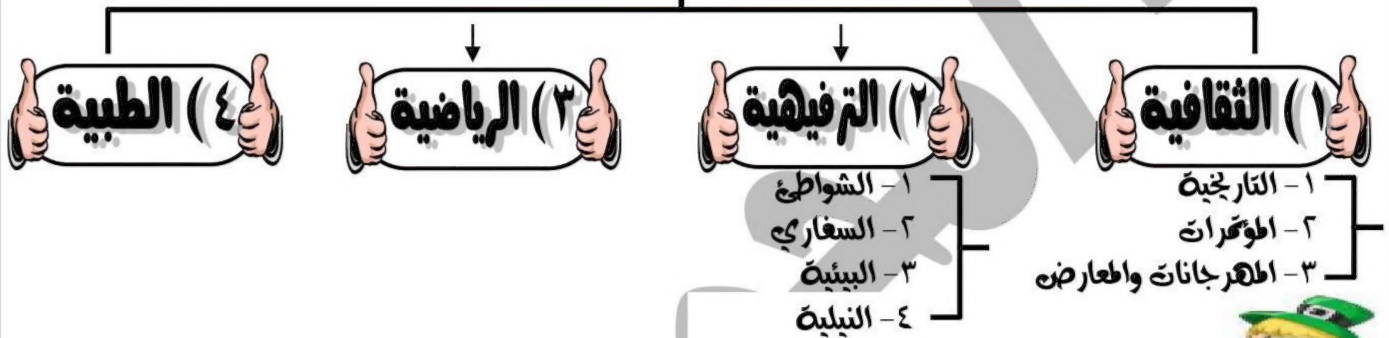 ١) الثقافية
٢) الترفيهية
٣) الرياضية
٤) الطبية
١- التاريخية
٢- المؤتمرات
٣- المهرجانات والمعارض
١- الشواطئ
٢- السفاري
٣- البيئية
٤- النيلية